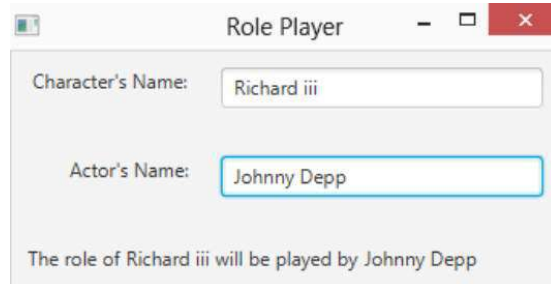 Role Player
Character's Name: Richard iii
Actor's Name: Johnny Depp
The role of Richard iii will be played by Johnny Depp